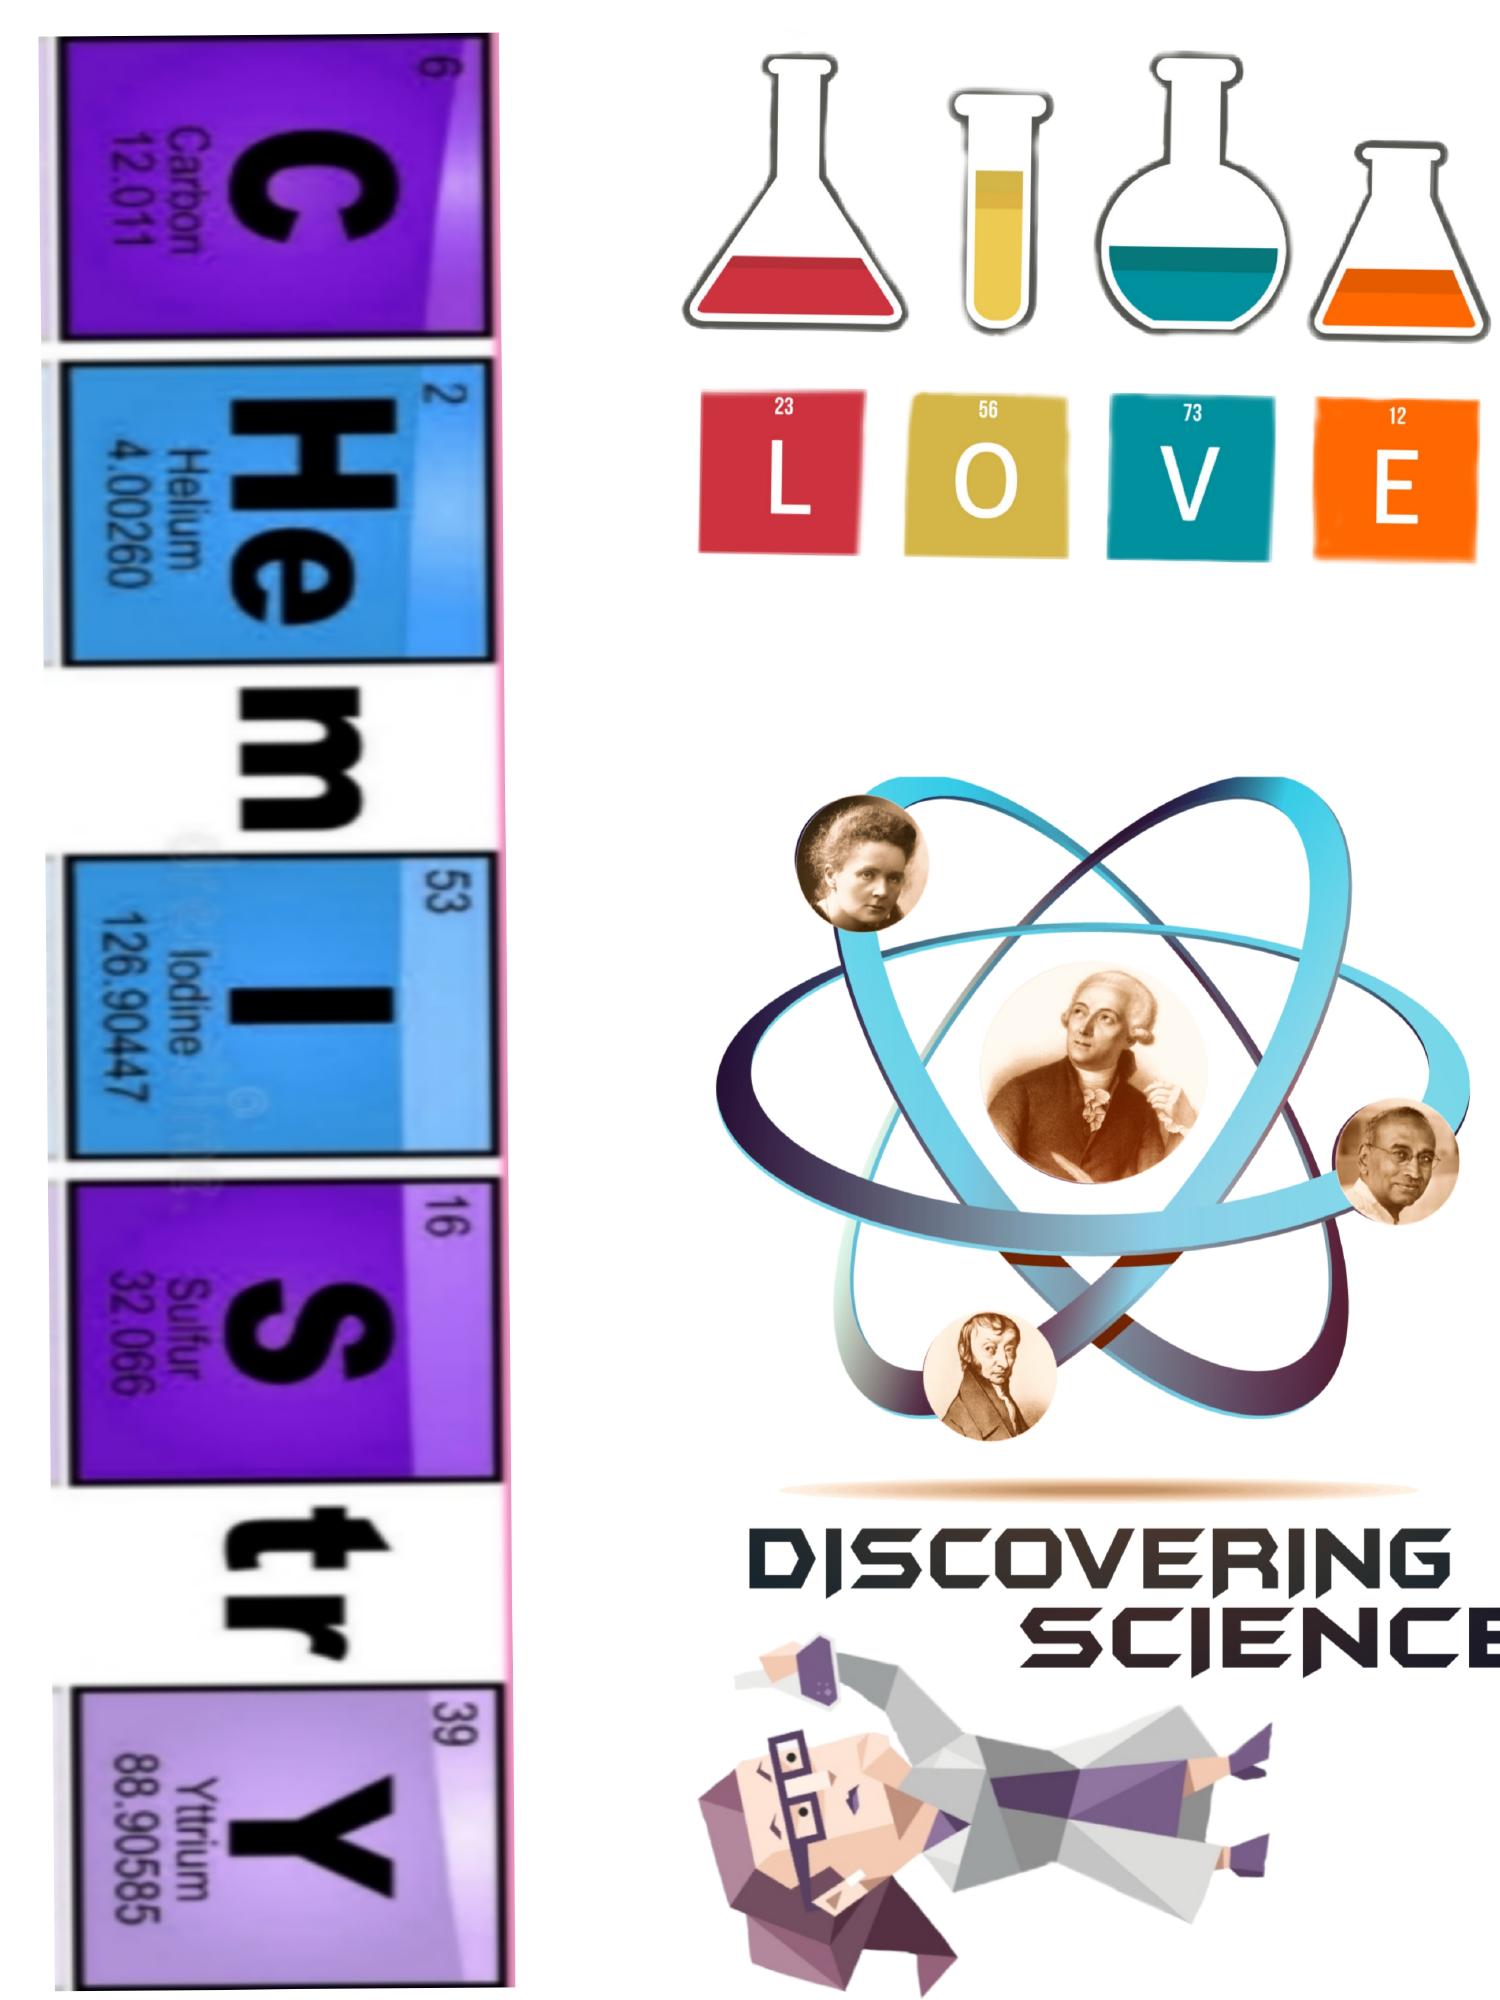 6
C
Carbon
12.011
2
He
Helium
4.00260
m
53
I
Iodine
126.90447
16
S
Sulfur
32.066
tr
39
Y
Yttrium
88.90585
23 56 73 12
L O V E
DISCOVERING
SCIENCE